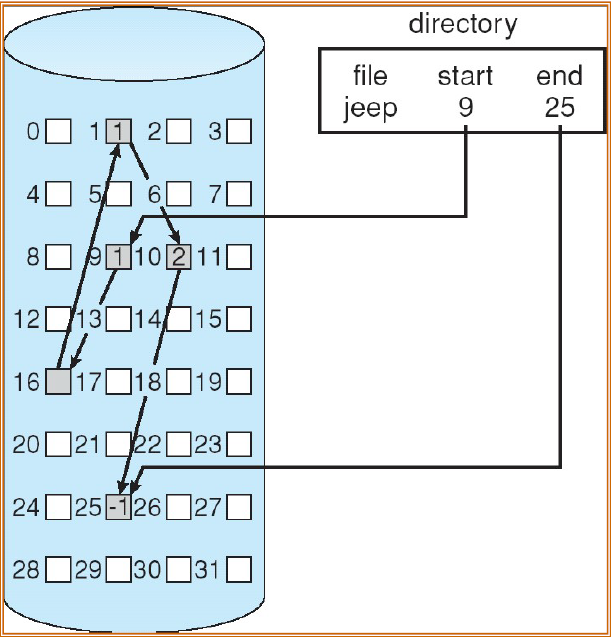 directory
file start end
jeep 9 25
0 1 1 2 3
4 5 6 7
8 9 1 10 2 11
12 13 14 15
16 17 18 19
20 21 22 23
24 25 -1 26 27
28 29 30 31